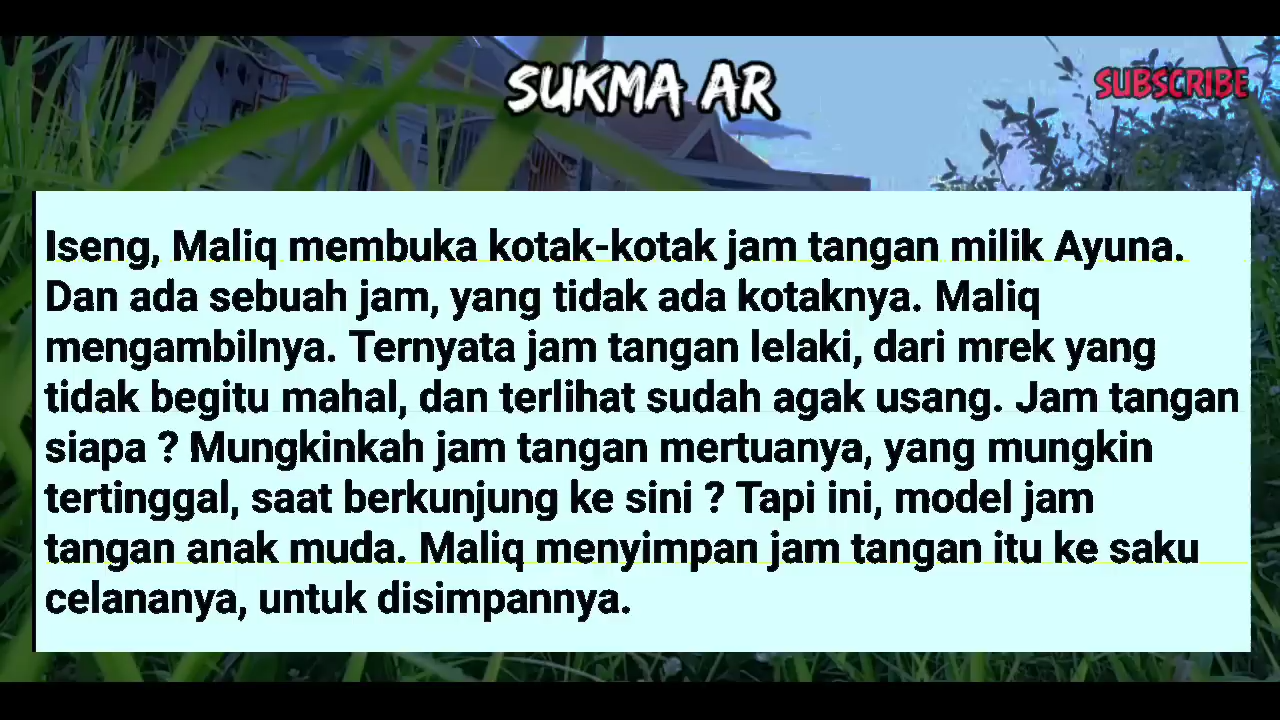 SUKMA AR
SUBSCRIBE
Iseng, Maliq membuka kotak-kotak jam tangan milik Ayuna.
Dan ada sebuah jam, yang tidak ada kotaknya. Maliq
mengambilnya. Ternyata jam tangan lelaki, dari mrek yang
tidak begitu mahal, dan terlihat sudah agak usang. Jam tangan
siapa ? Mungkinkah jam tangan mertuanya, yang mungkin
tertinggal, saat berkunjung ke sini ? Tapi ini, model jam
tangan anak muda. Maliq menyimpan jam tangan itu ke saku
celananya, untuk disimpannya.